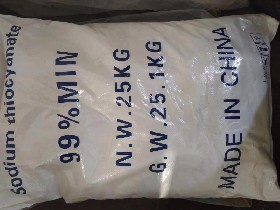 Sodium thiocyanate
99%MIN
N.W.25KG
G.W.25.1KG
MADE IN CHINA